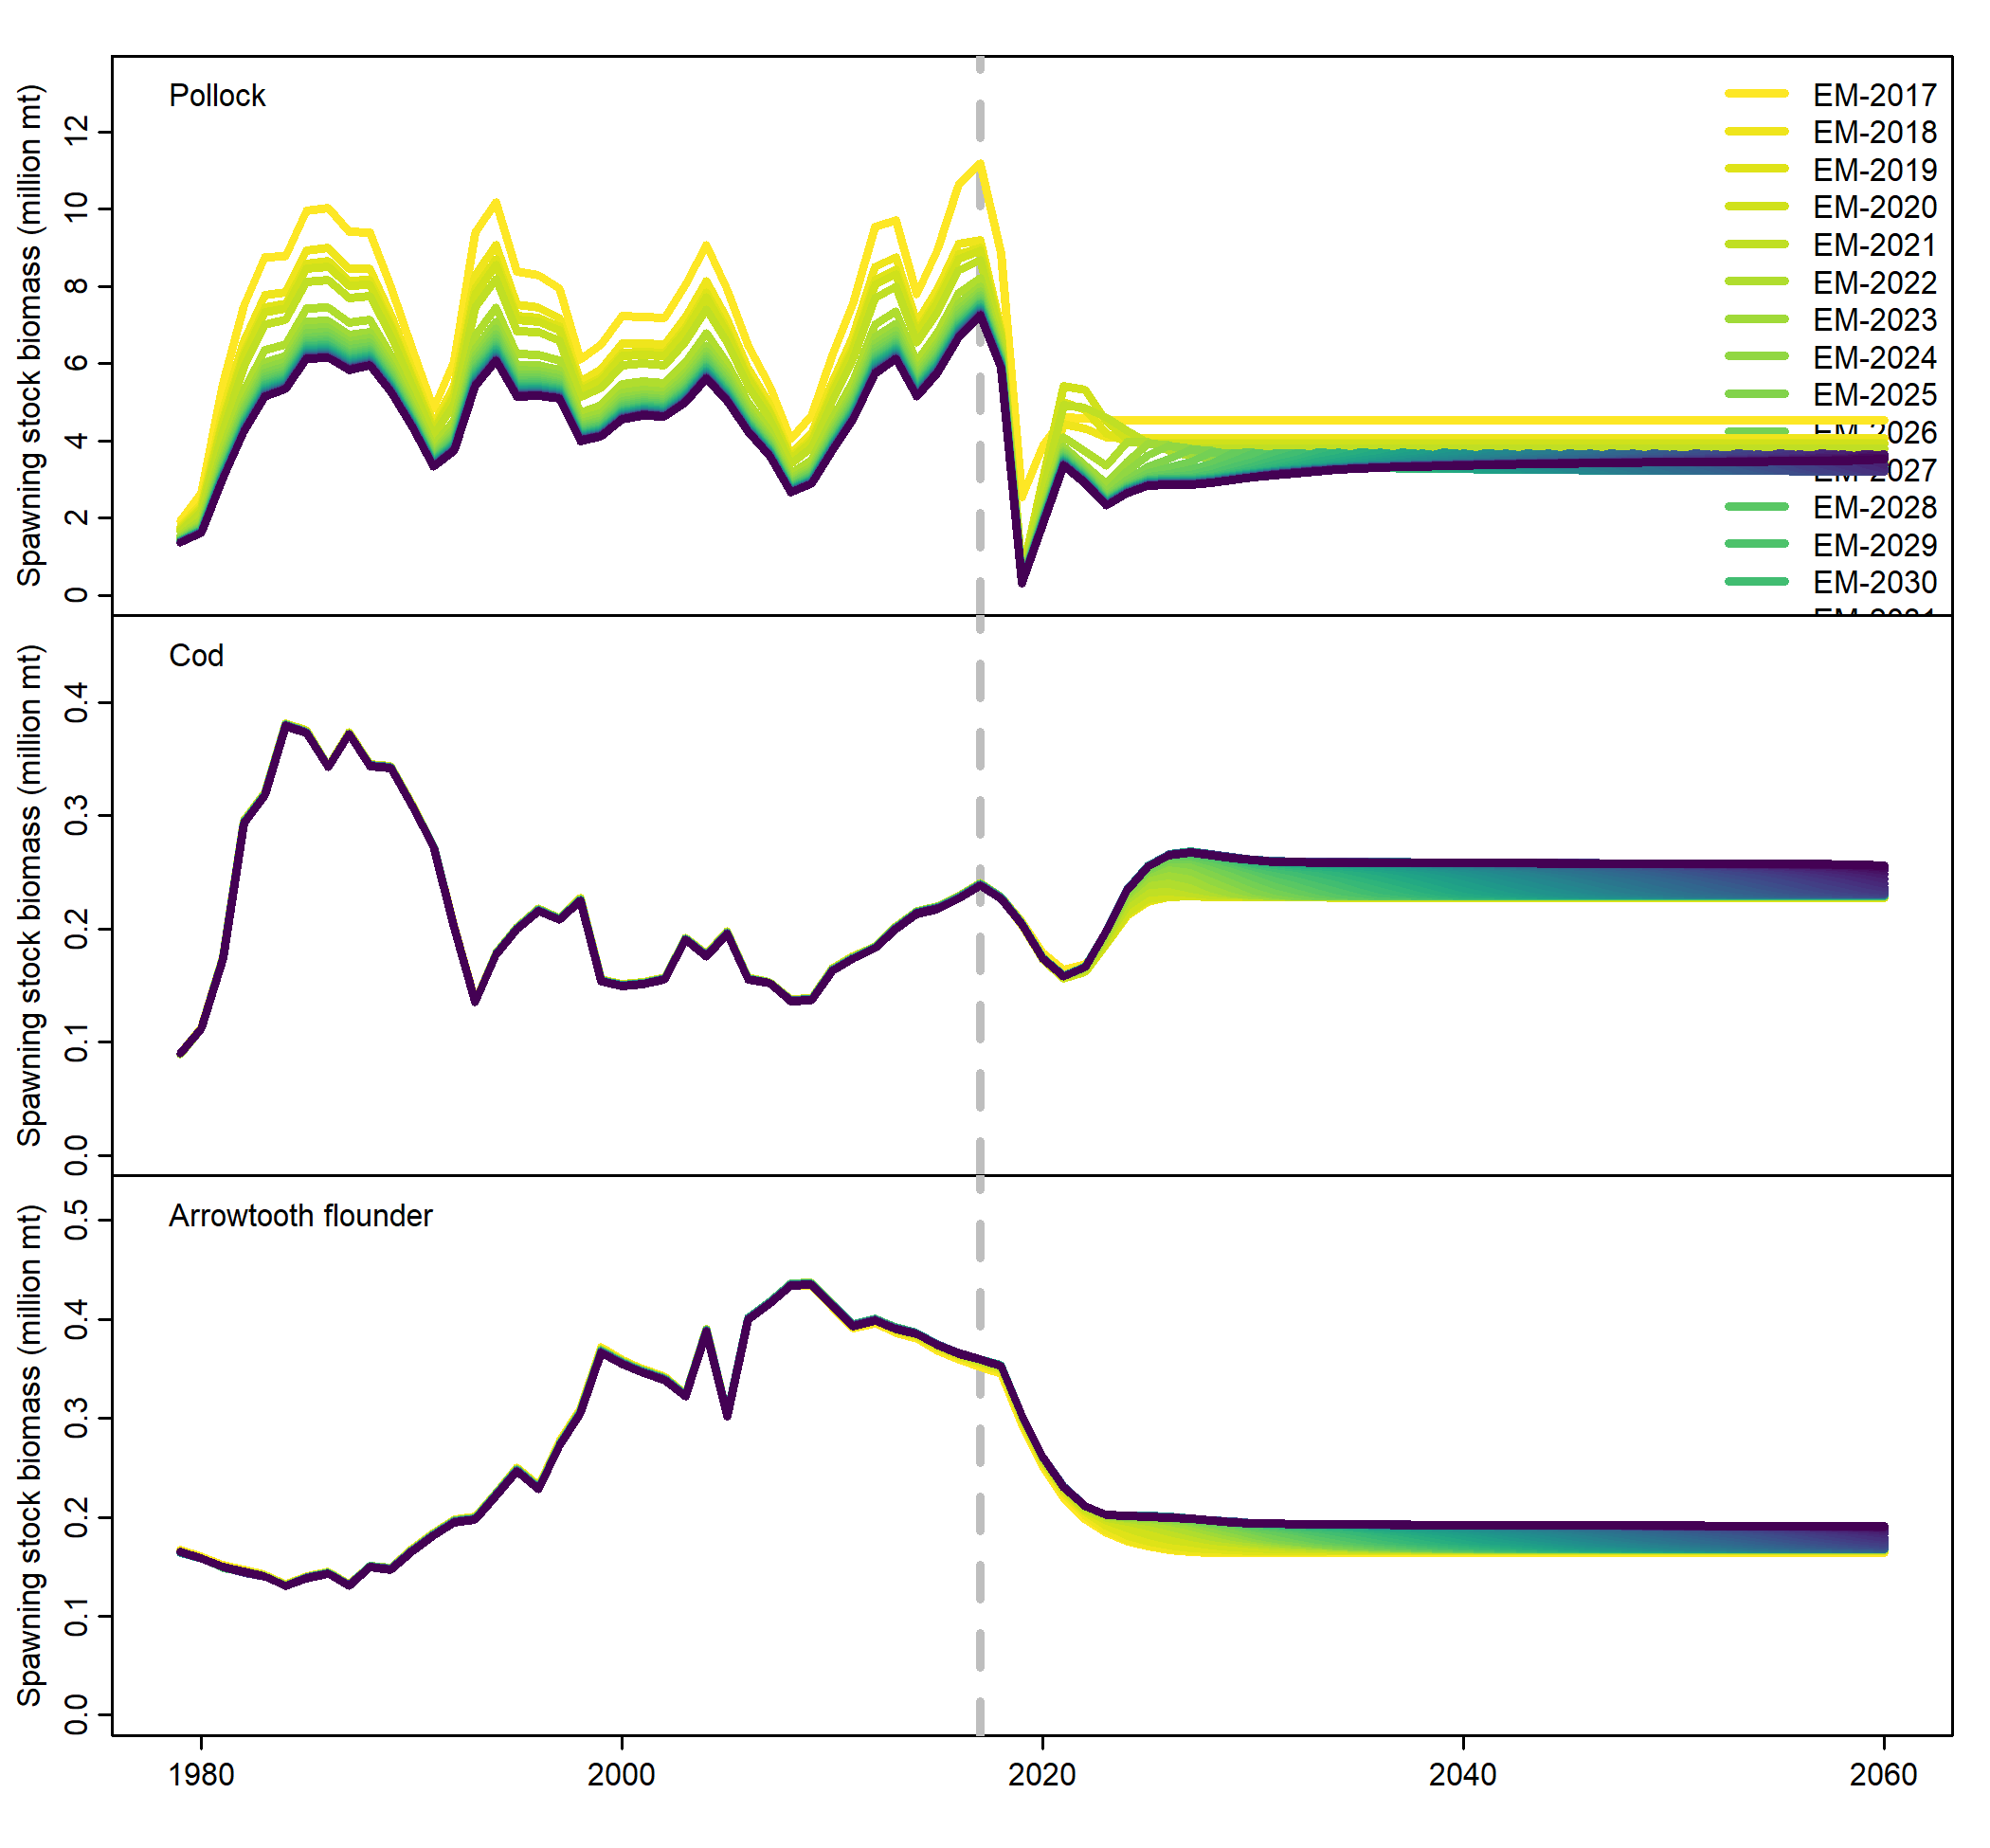 Pollock
Spawning stock biomass (million mt)
12
10
8
6
4
2
0
EM-2017
EM-2018
EM-2019
EM-2020
EM-2021
EM-2022
EM-2023
EM-2024
EM-2025
EM-2026
027
EM-2028
EM-2029
EM-2030
Cod
Spawning stock biomass (million mt)
0.4
0.3
0.2
0.1
0.0
Arrowtooth flounder
Spawning stock biomass (million mt)
0.5
0.4
0.3
0.2
0.1
0.0
1980 2000 2020 2040 2060